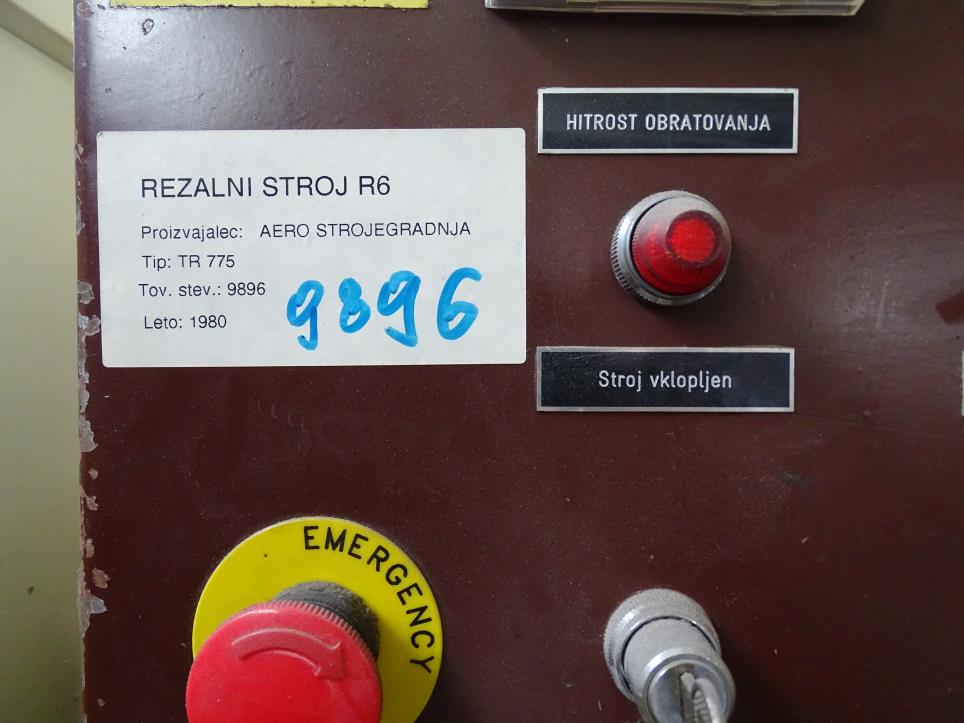 HITROST OBRATOVANJA
REZALNI STROJ R6
Proizvajalec: AERO STROJEGRADNJA
Tip: TR 775
Tov. stev.: 9896
Leto: 1980
9896
Stroj vklopljen
EMERGENCY